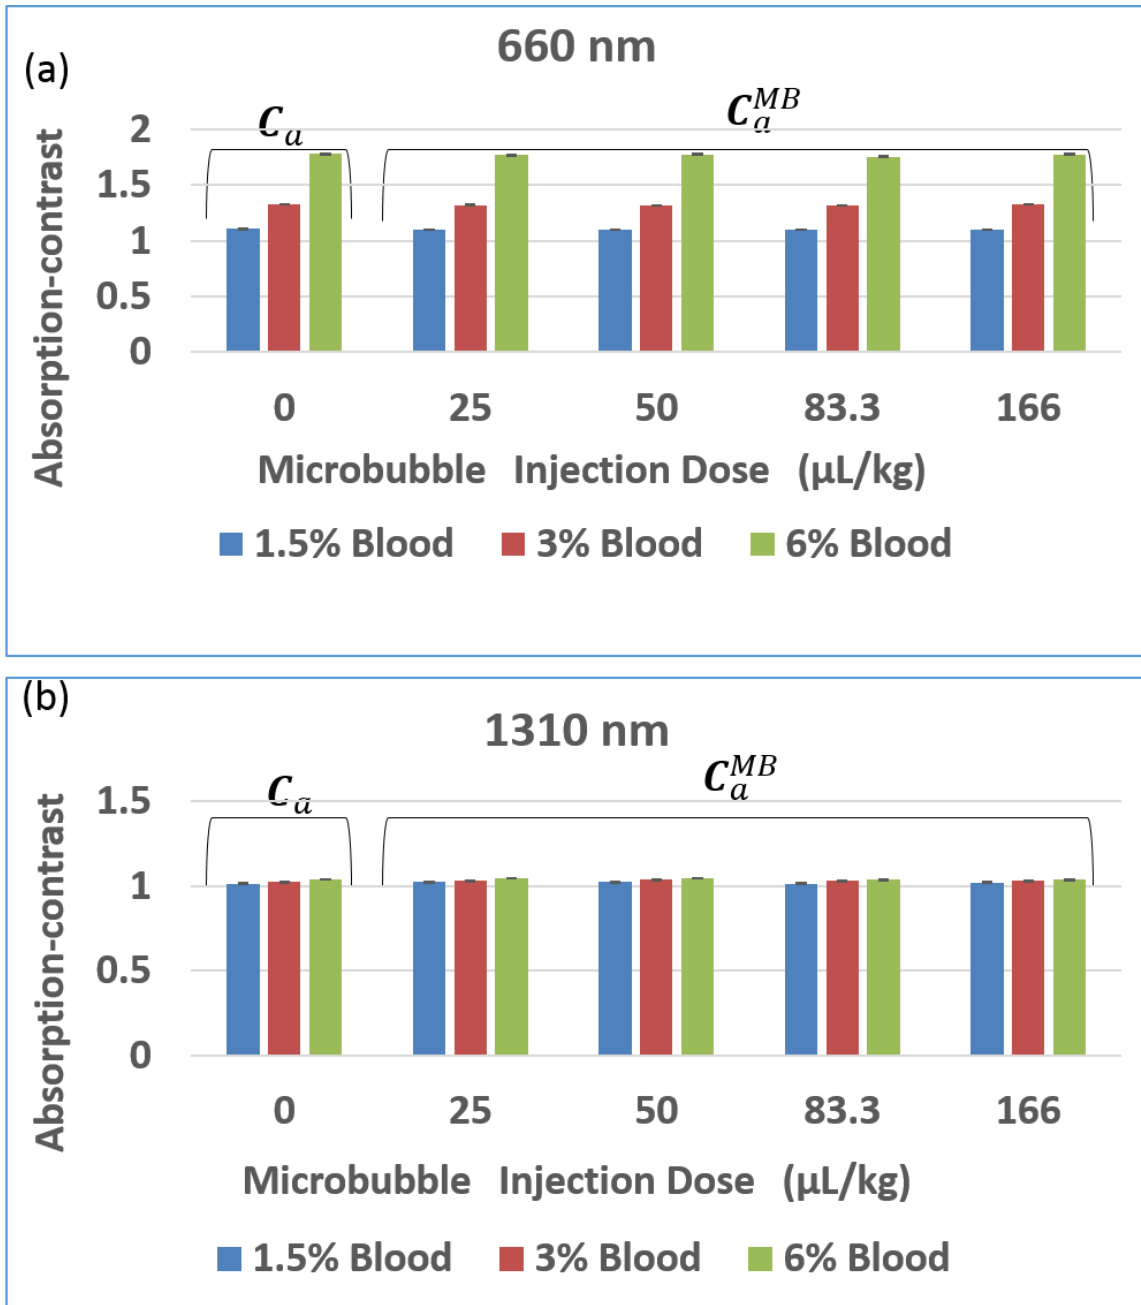 660 nm
(a)
C_a
C_a^MB
2
1.5
1
0.5
0
Absorption-contrast
0 25 50 83.3 166
Microbubble Injection Dose (µL/kg)
1.5% Blood 3% Blood 6% Blood
(b)
1310 nm
C_a
C_a^MB
1.5
1
0.5
0
Absorption-contrast
0 25 50 83.3 166
Microbubble Injection Dose (µL/kg)
1.5% Blood 3% Blood 6% Blood